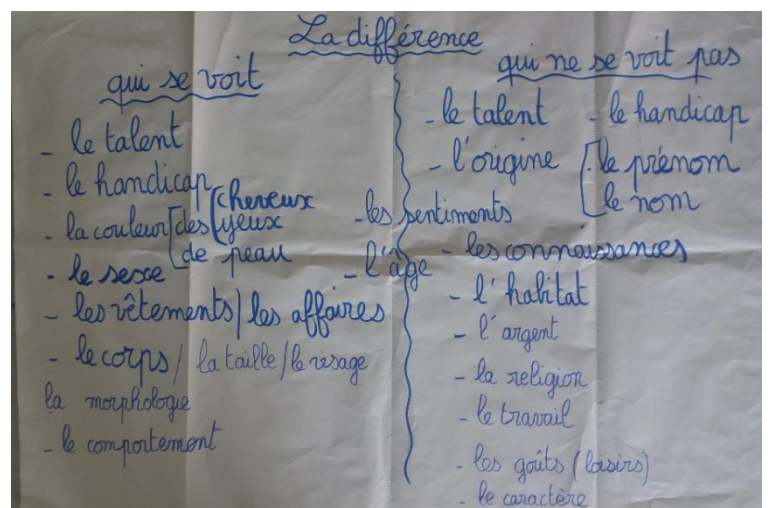 La différence
qui se voit
- le talent
- le handicap
- la couleur des cheveux
yeux
de peau
- le sexe
- les vêtements / les affaires
- le corps / la taille / le visage
la morphologie
- le comportement
- les sentiments
- l'âge
qui ne se voit pas
- le talent - le handicap
- l'origine - le prénom
le nom
- les connaissances
- l'habitat
- l'argent
- la religion
- le travail
- les goûts (loisirs)
- le caractère